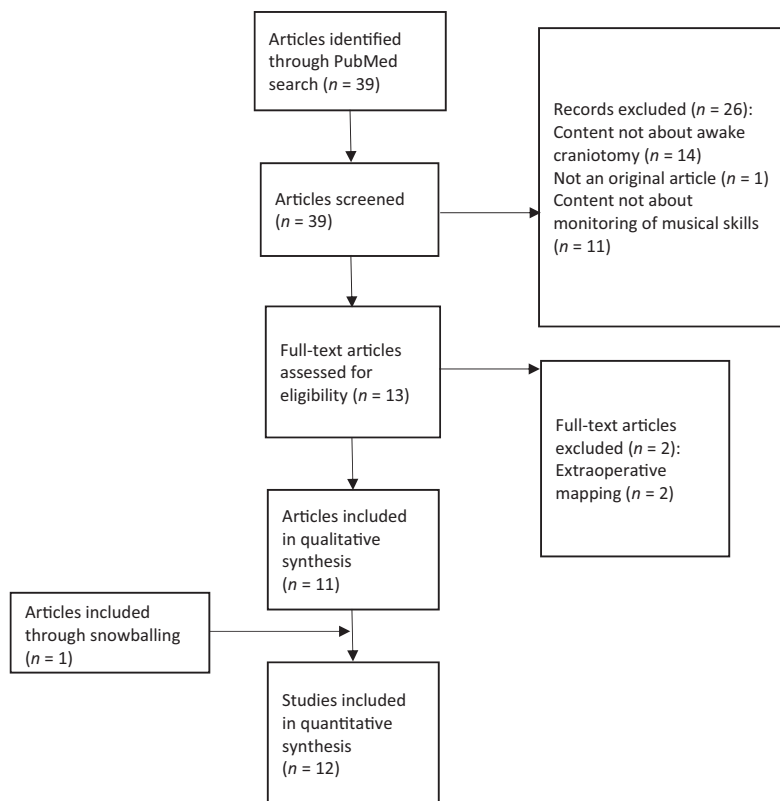 Articles identified
through PubMed
search (n = 39)
Records excluded (n = 26):
Content not about awake
craniotomy (n = 14)
Not an original article (n = 1)
Content not about
monitoring of musical skills
(n = 11)
Articles screened
(n = 39)
Full-text articles
assessed for
eligibility (n = 13)
Full-text articles
excluded (n = 2):
Extraoperative
mapping (n = 2)
Articles included
in qualitative
synthesis
(n = 11)
Articles included
through snowballing
(n = 1)
Studies included
in quantitative
synthesis
(n = 12)